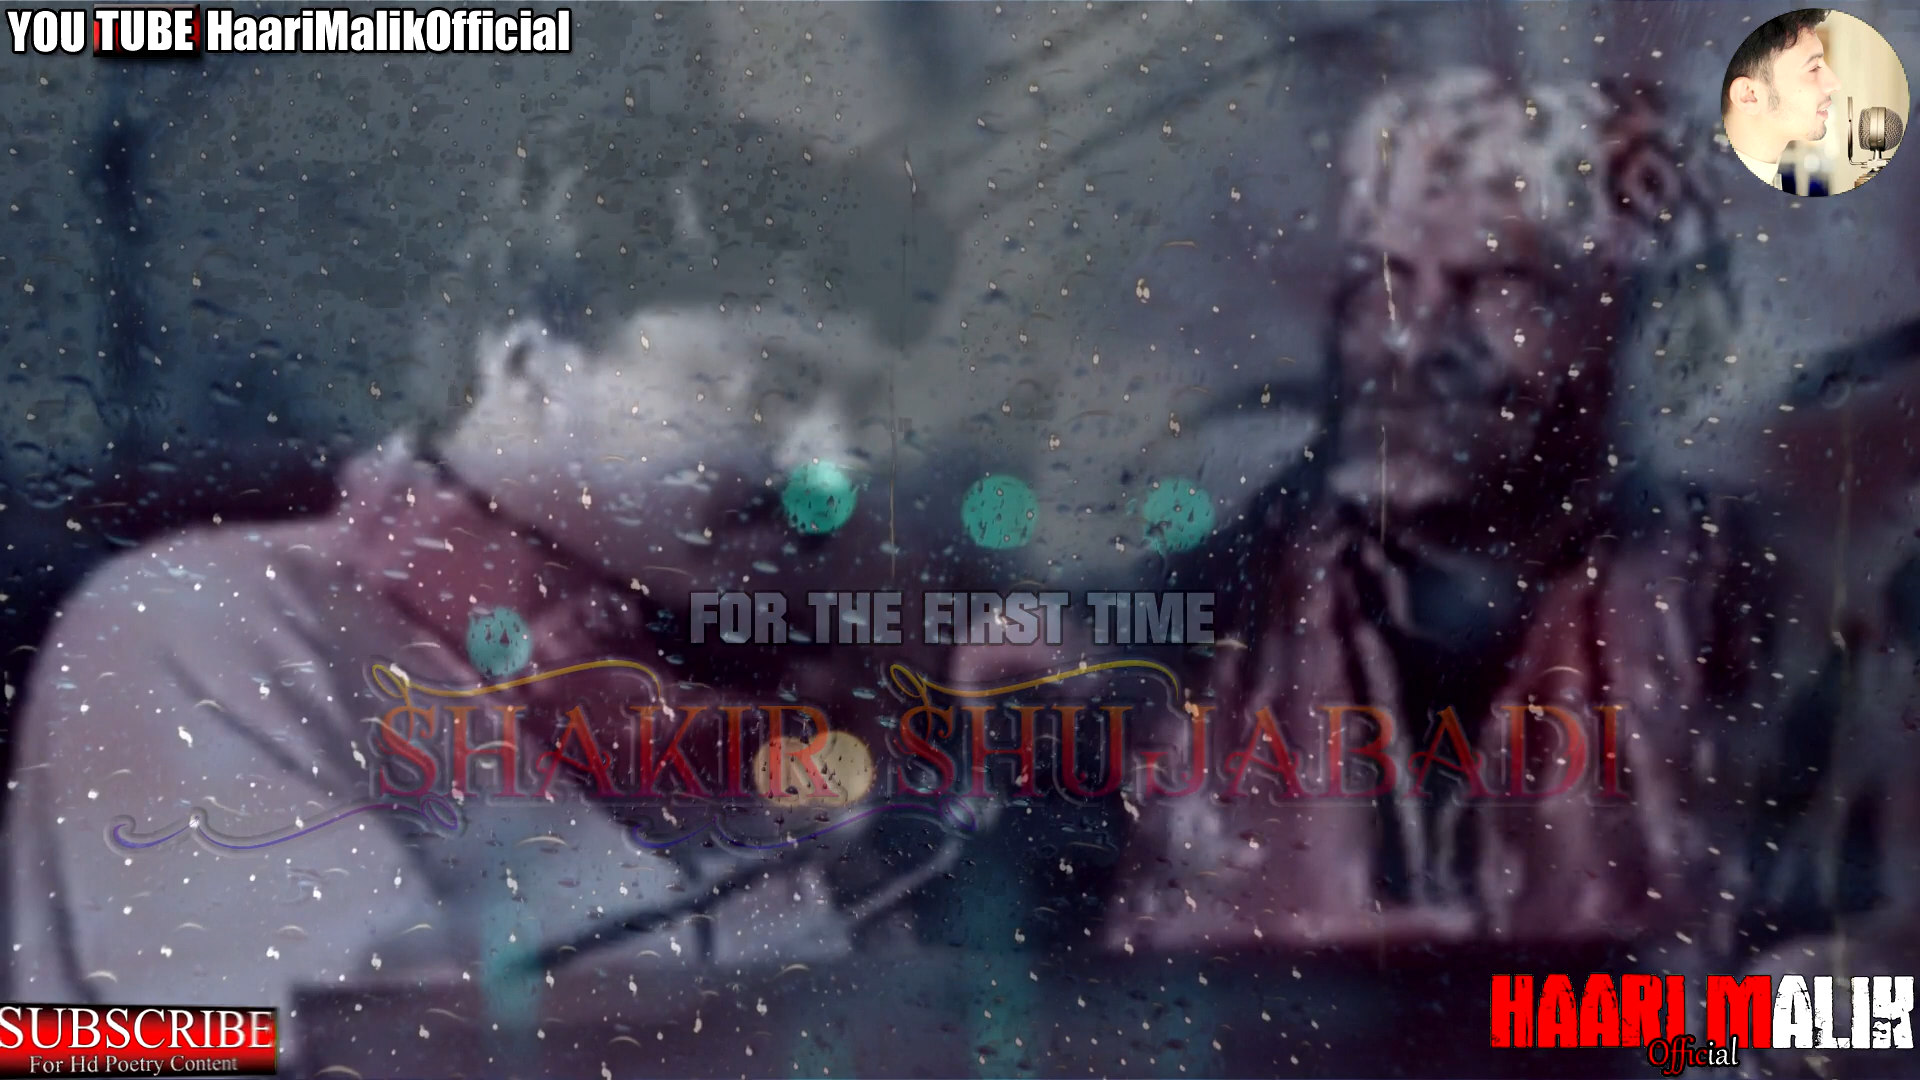 YOU TUBE HaariMalikOfficial
FOR THE FIRST TIME
SHAKIR SHUJABADI
SUBSCRIBE
For Hd Poetry Content
HAARI MALIK
Official